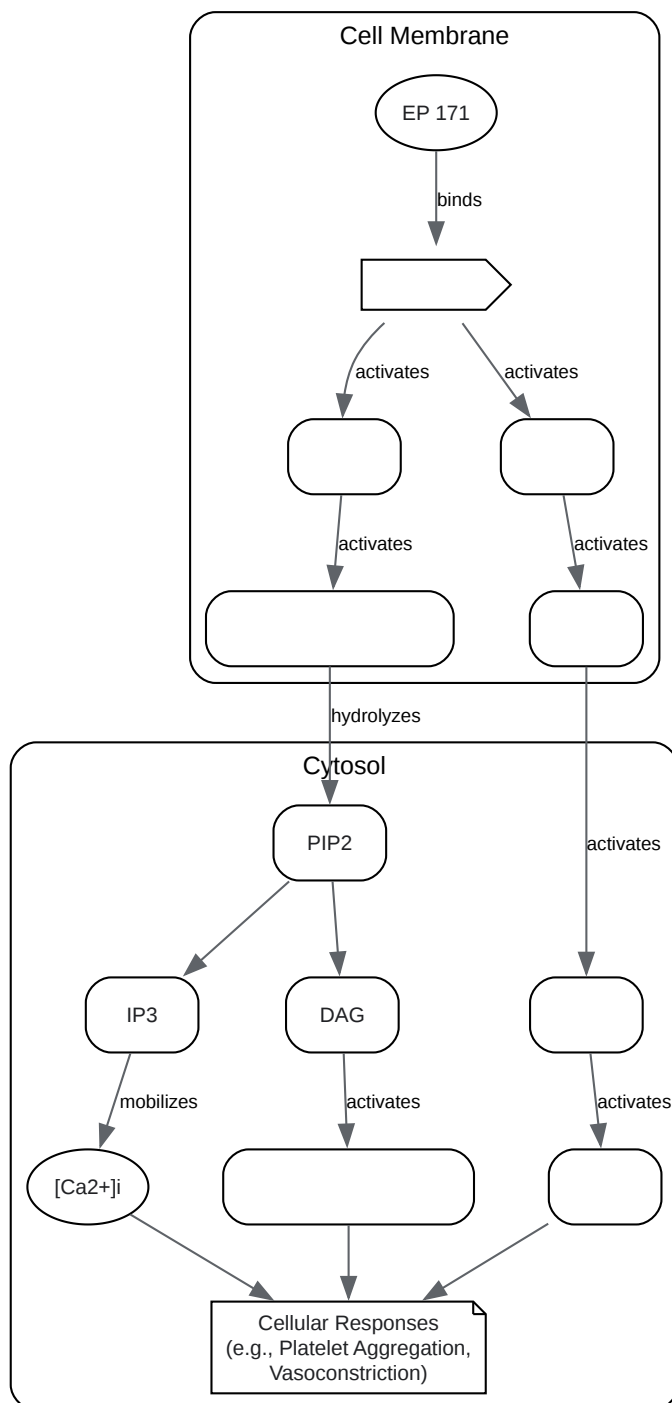 Cell Membrane
EP 171
binds
activates
activates
activates
activates
hydrolyzes
Cytosol
PIP2
activates
IP3
DAG
mobilizes
activates
activates
[Ca2+]i
Cellular Responses
(e.g., Platelet Aggregation,
Vasoconstriction)